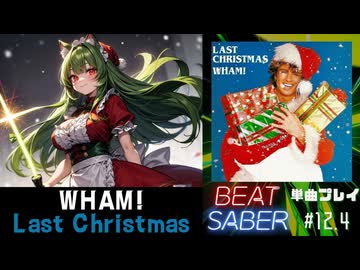 LAST
CHRISTMAS
WHAM!
WHAM!
Last Christmas
BEAT
SABER
単曲プレイ
#12.4